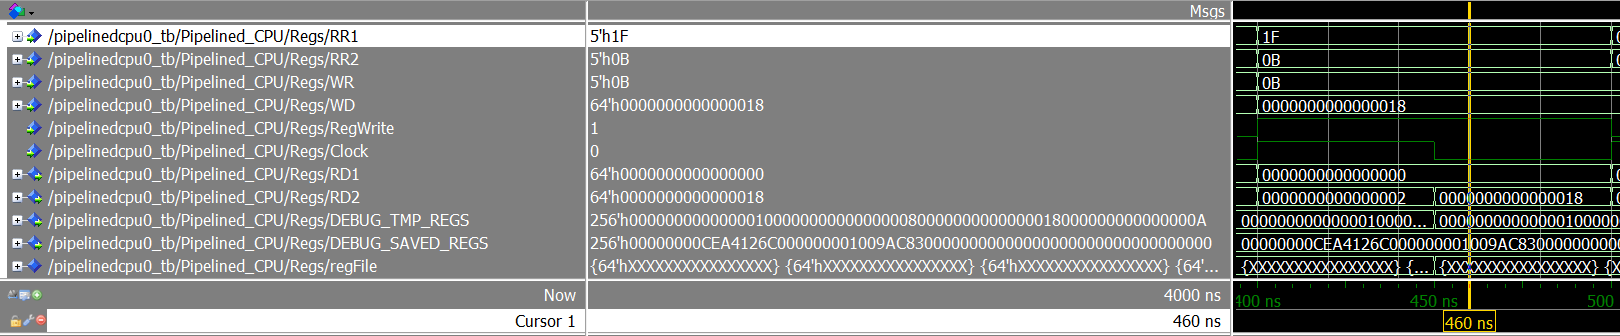 Msgs
/pipelinedcpu0_tb/Pipelined_CPU/Regs/RR1 5'h1F 1F
/pipelinedcpu0_tb/Pipelined_CPU/Regs/RR2 5'h0B 0B
/pipelinedcpu0_tb/Pipelined_CPU/Regs/WR 5'h0B 0B
/pipelinedcpu0_tb/Pipelined_CPU/Regs/WD 64'h0000000000000018 0000000000000018
/pipelinedcpu0_tb/Pipelined_CPU/Regs/RegWrite 1
/pipelinedcpu0_tb/Pipelined_CPU/Regs/Clock 0
/pipelinedcpu0_tb/Pipelined_CPU/Regs/RD1 64'h0000000000000000 0000000000000000
/pipelinedcpu0_tb/Pipelined_CPU/Regs/RD2 64'h0000000000000018 0000000000000002 0000000000000018
/pipelinedcpu0_tb/Pipelined_CPU/Regs/DEBUG_TMP_REGS 256'h000000000000001000000000000000080000000000000018000000000000000A 0000000000000010000... 0000000000000010000
/pipelinedcpu0_tb/Pipelined_CPU/Regs/DEBUG_SAVED_REGS 256'h00000000CEA4126C000000001009AC8300000000000000000000000000000000 00000000CEA4126C000000001009AC8300000000000
/pipelinedcpu0_tb/Pipelined_CPU/Regs/regFile {64'hXXXXXXXXXXXXXXXX} {64'hXXXXXXXXXXXXXXXX} {64'hXXXXXXXXXXXXXXXX} {64'... {XXXXXXXXXXXXXXXX} {... {XXXXXXXXXXXXXXXX} {X
Now 4000 ns 400 ns 450 ns 500
Cursor 1 460 ns 460 ns